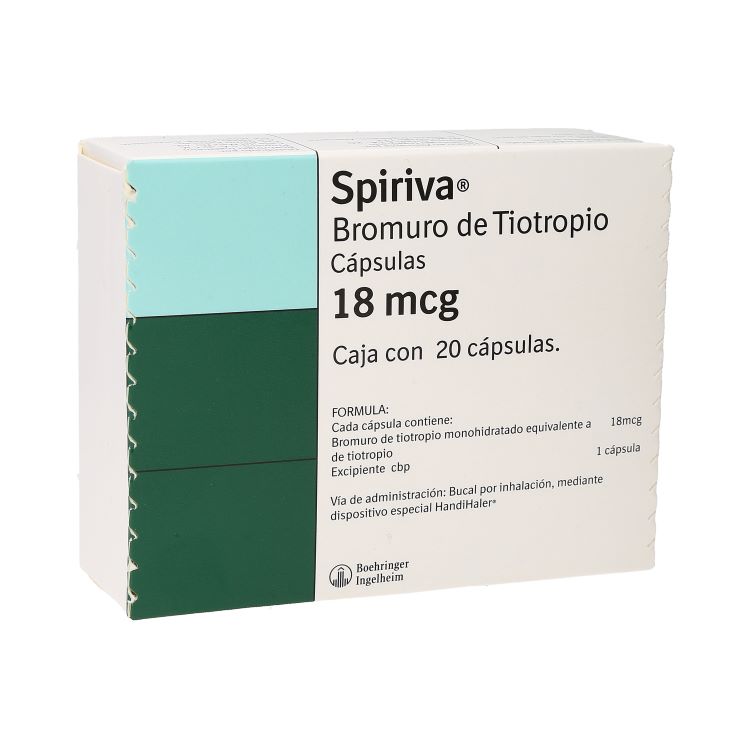 Spiriva®
Bromuro de Tiotropio
Cápsulas
18 mcg
Caja con 20 cápsulas.
FORMULA:
Cada cápsula contiene:
Bromuro de tiotropio monohidratado equivalente a 18mcg
de tiotropio
Excipiente cbp 1 cápsula
Vía de administración: Bucal por inhalación, mediante
dispositivo especial HandiHaler®
Boehringer
Ingelheim